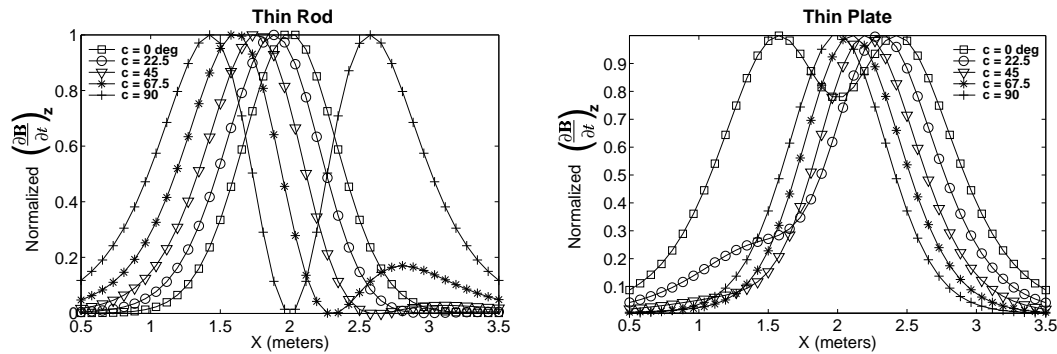 Thin Rod
c = 0 deg
c = 22.5
c = 45
c = 67.5
c = 90
Normalized (∂B/∂t)z
1
0.8
0.6
0.4
0.2
0
0.5 1 1.5 2 2.5 3 3.5
X (meters)
Thin Plate
c = 0 deg
c = 22.5
c = 45
c = 67.5
c = 90
Normalized (∂B/∂t)z
0.9
0.8
0.7
0.6
0.5
0.4
0.3
0.2
0.1
0.5 1 1.5 2 2.5 3 3.5
X (meters)